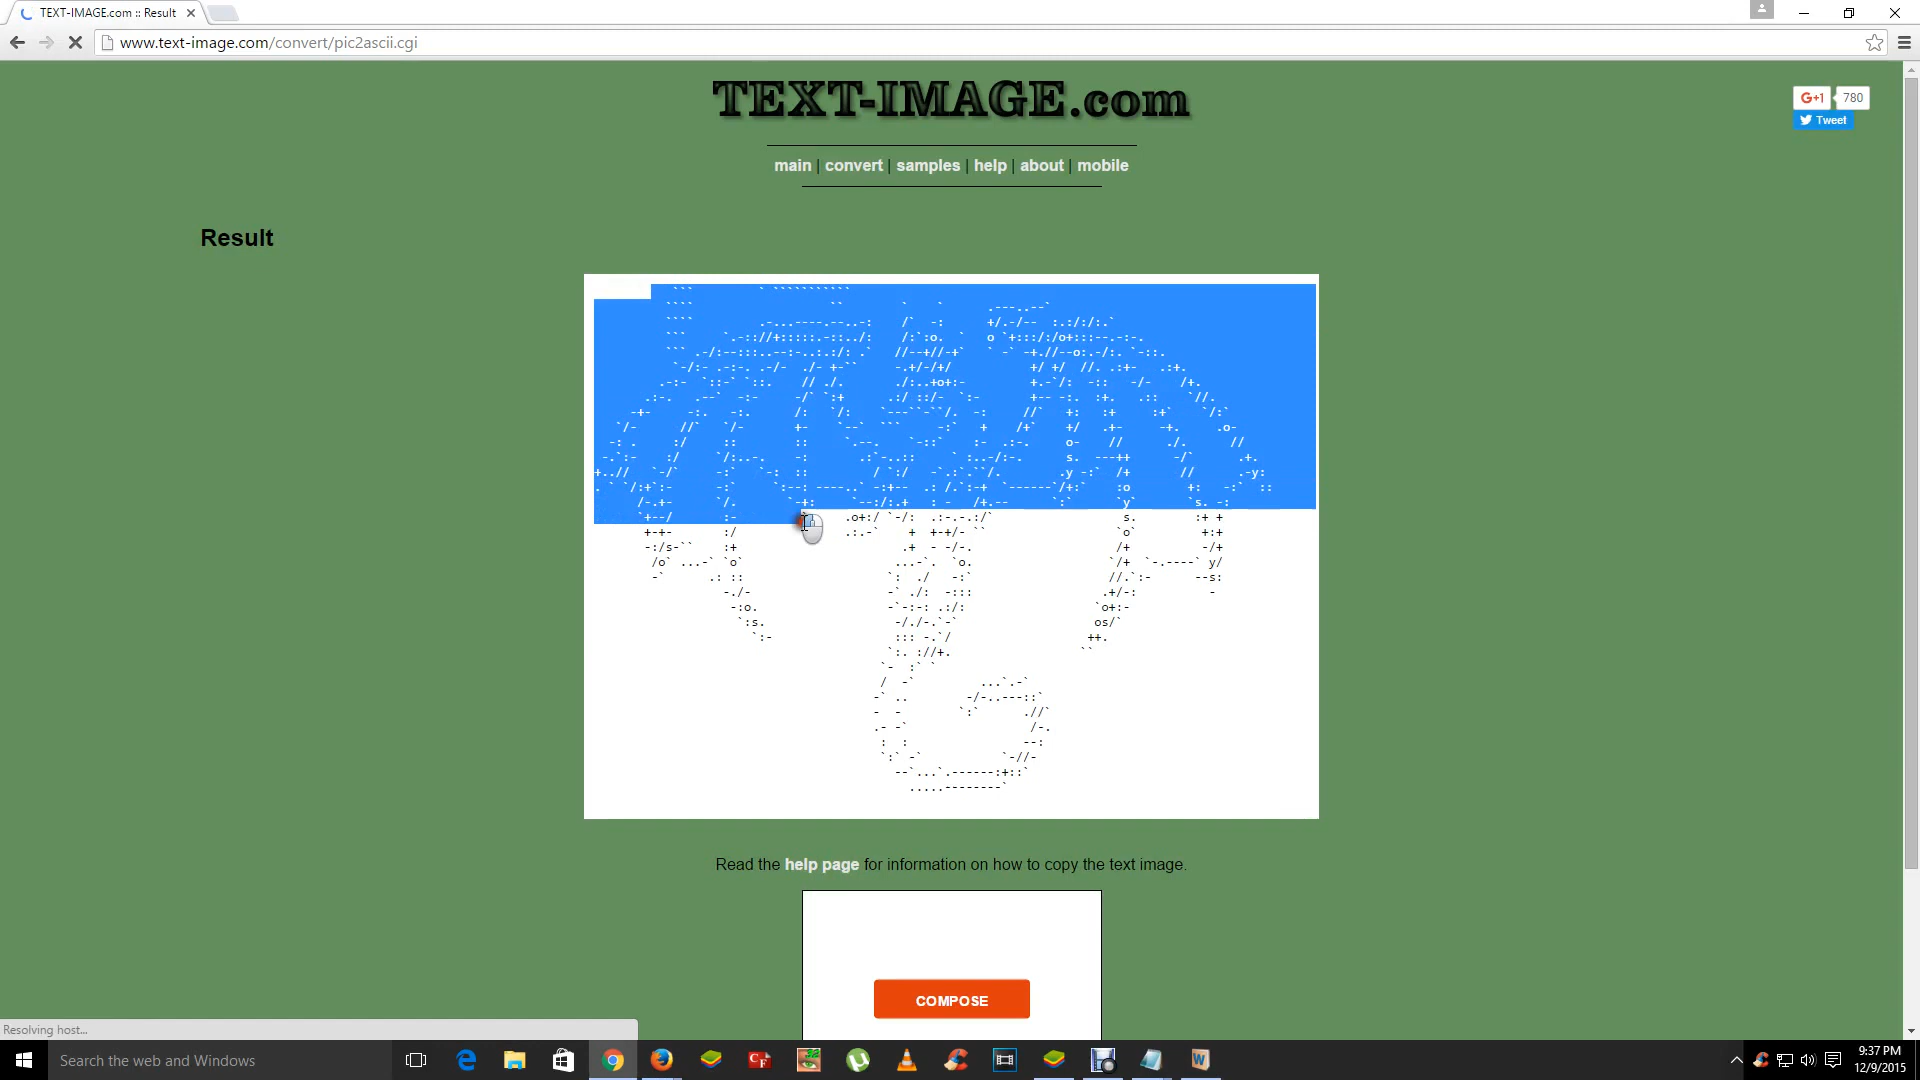 TEXT-IMAGE.com :: Result
www.text-image.com/convert/pic2ascii.cgi
TEXT-IMAGE.com
G+1 780
Tweet
main | convert | samples | help | about | mobile
Result
Read the help page for information on how to copy the text image.
COMPOSE
Resolving host...
Search the web and Windows
9:37 PM
12/9/2015